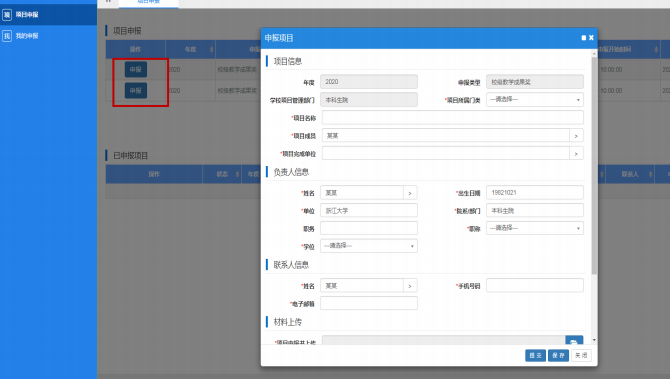 项目申报
项目申报
我的申报
项目申报
操作 年度
申报 2020 校级教学成果奖
申报 2020 校级教学成果奖
已申报项目
操作 状态 年度
申报开始时间
10:00:00
10:00:00
联系人
申报项目
项目信息
年度 2020 申报类型 校级教学成果奖
学校项目管理部门 本科生院 *项目所属门类 ---请选择---
*项目名称
*项目成员 某某 >
*项目完成单位 >
负责人信息
*姓名 某某 > *出生日期 19821021
*单位 浙江大学 *院系/部门 本科生院
职务 *职称 ---请选择---
*学位 ---请选择---
联系人信息
*姓名 某某 > *手机号码
*电子邮箱
材料上传
*项目申报书上传
提 交 保 存 关 闭